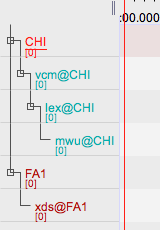 :00.000
CHI
[0]
vcm@CHI
[0]
lex@CHI
[0]
mwu@CHI
[0]
FA1
[0]
xds@FA1
[0]